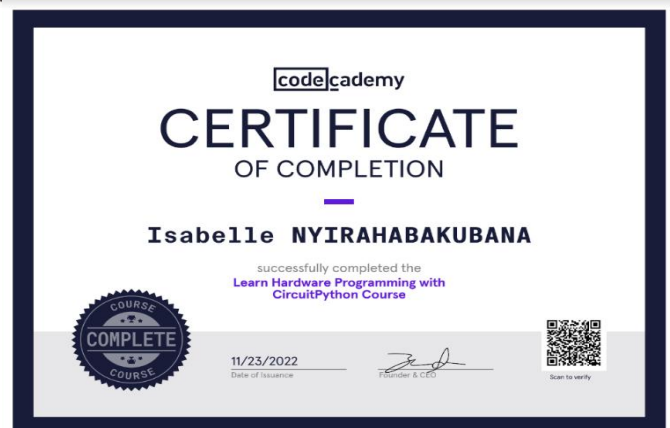 codecademy
CERTIFICATE
OF COMPLETION
Isabelle NYIRAHABAKUBANA
successfully completed the
Learn Hardware Programming with
CircuitPython Course
COURSE
COMPLETE
COURSE
11/23/2022
Date of Issuance
Founder & CEO
Scan to verify